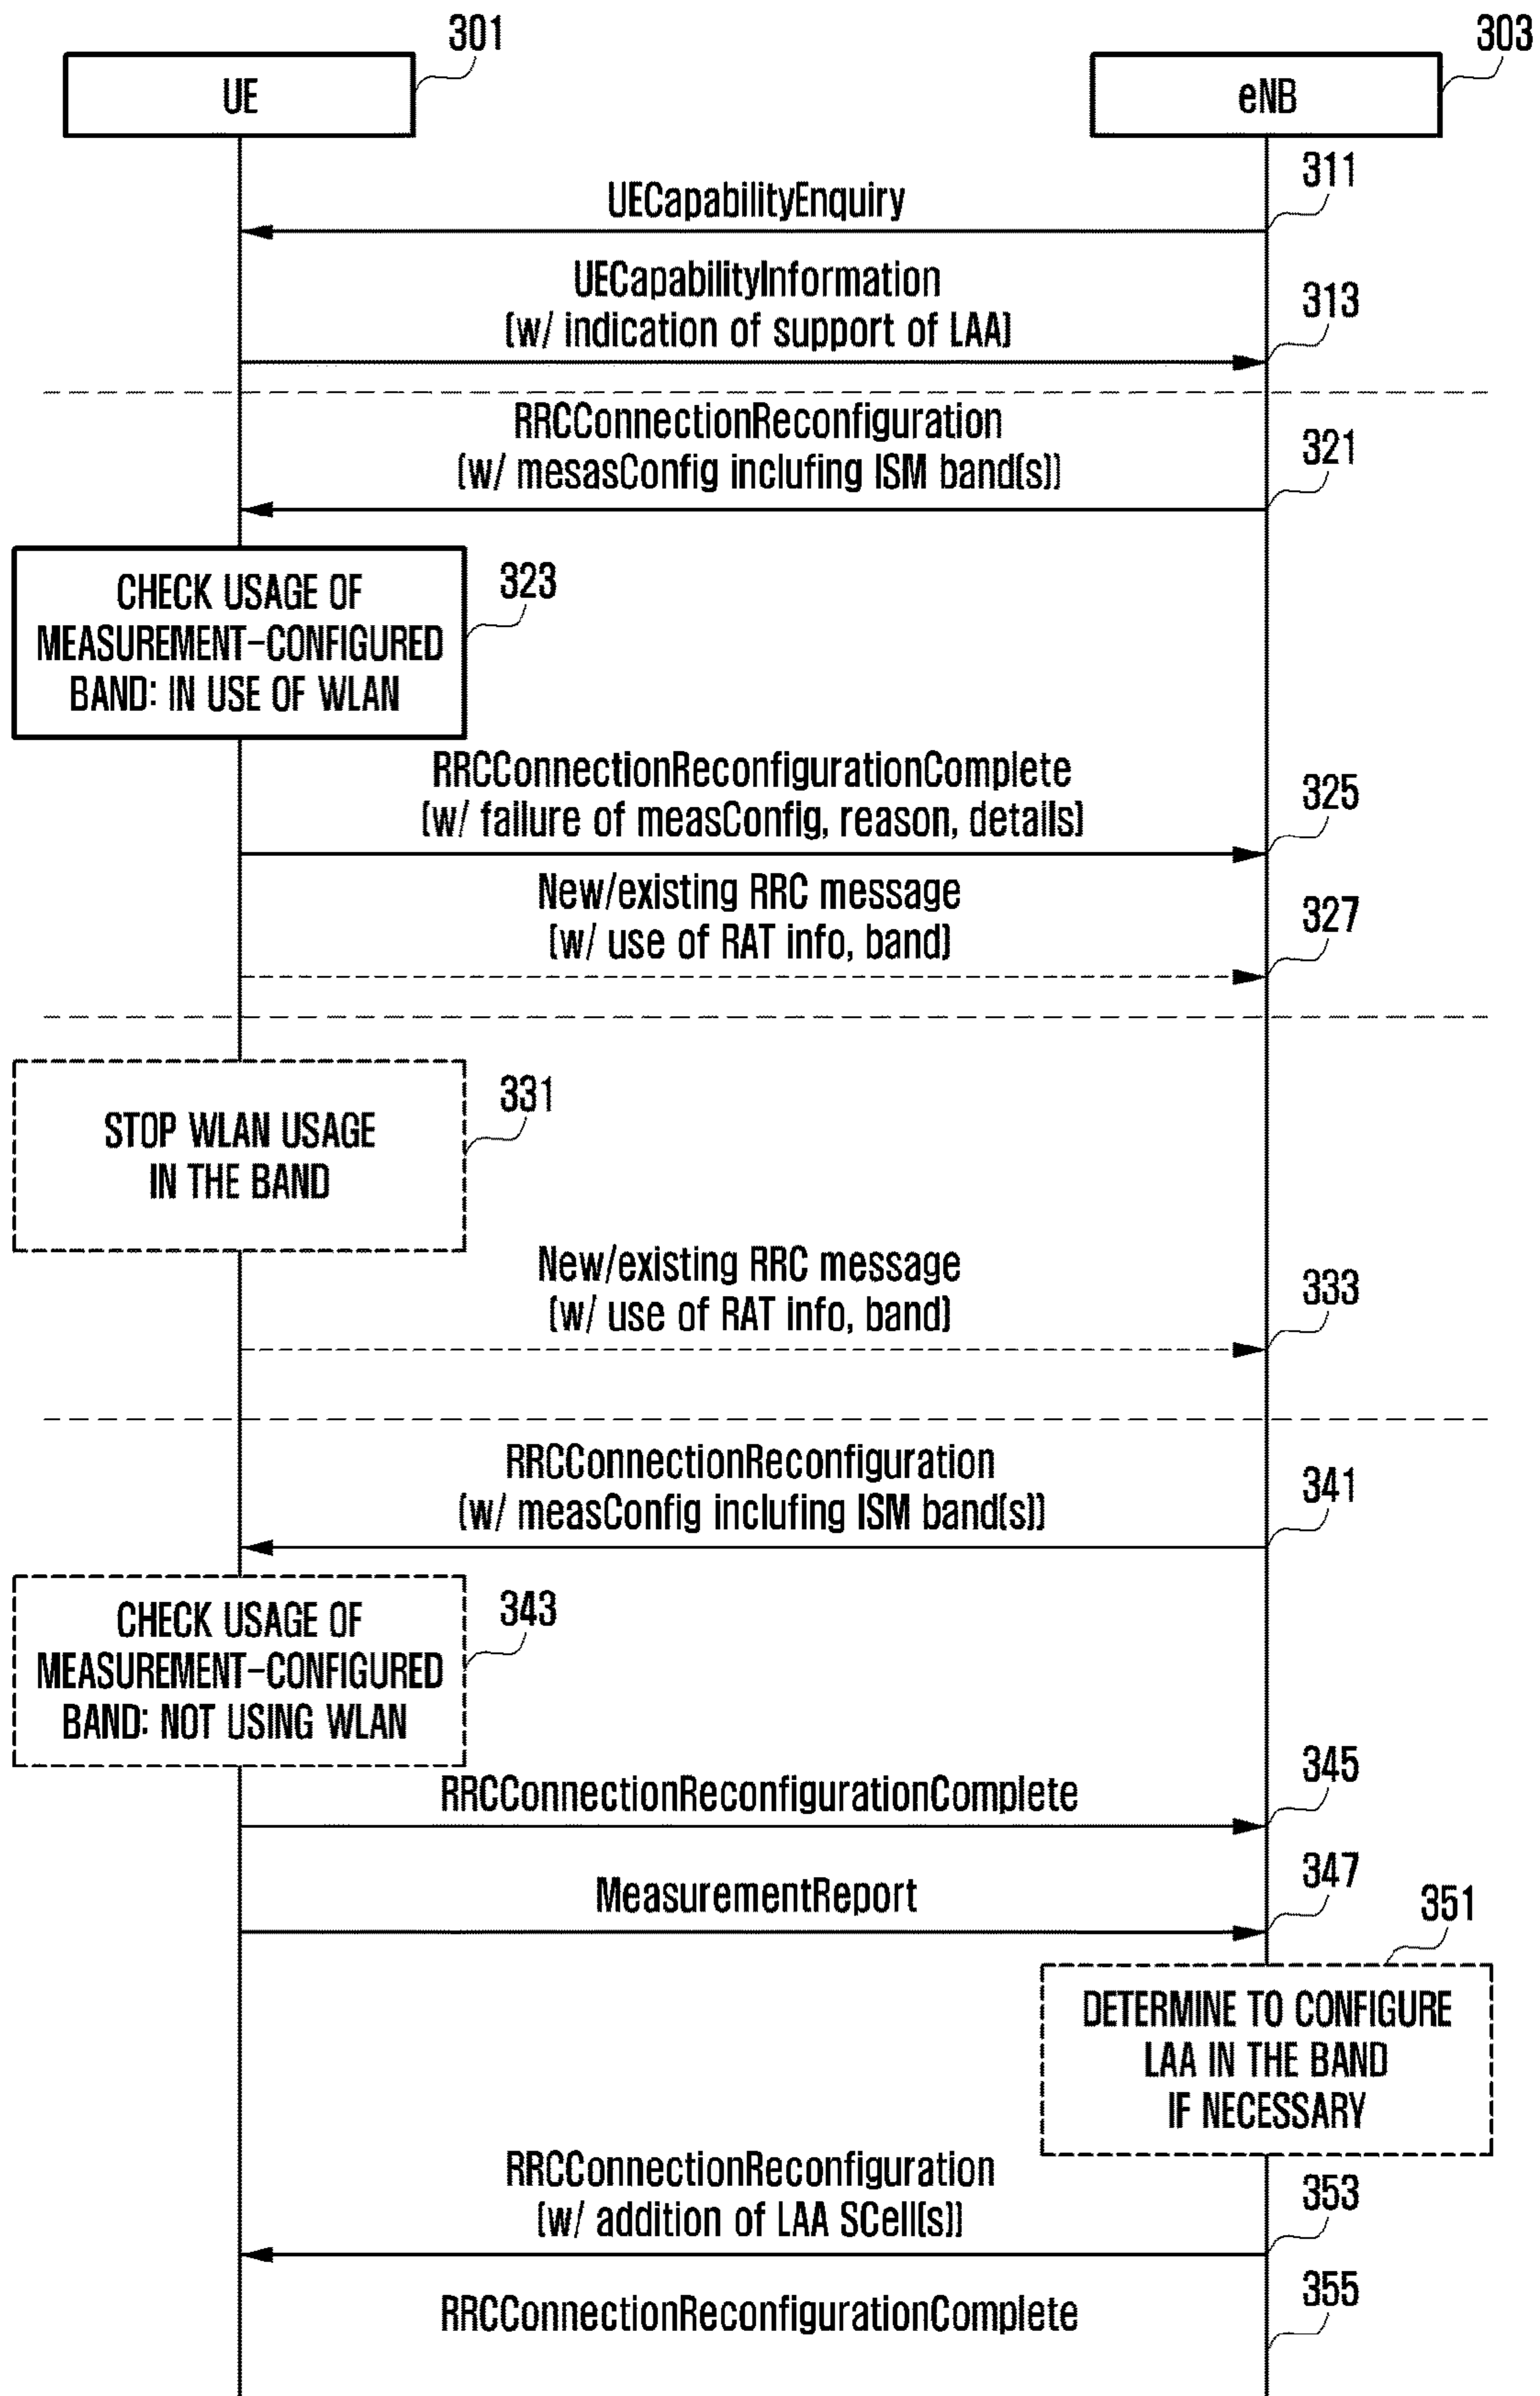 301
303
UE
eNB
311
UECapabilityEnquiry
UECapabilityInformation
(w/ indication of support of LAA)
313
RRCConnectionReconfiguration
(w/ mesasConfig inclufing ISM band(s))
321
CHECK USAGE OF
MEASUREMENT-CONFIGURED
BAND: IN USE OF WLAN
323
RRCConnectionReconfigurationComplete
(w/ failure of measConfig, reason, details)
325
New/existing RRC message
(w/ use of RAT info, band)
327
STOP WLAN USAGE
IN THE BAND
331
New/existing RRC message
(w/ use of RAT info, band)
333
RRCConnectionReconfiguration
(w/ measConfig inclufing ISM band(s))
341
CHECK USAGE OF
MEASUREMENT-CONFIGURED
BAND: NOT USING WLAN
343
RRCConnectionReconfigurationComplete
345
MeasurementReport
347
351
DETERMINE TO CONFIGURE
LAA IN THE BAND
IF NECESSARY
RRCConnectionReconfiguration
(w/ addition of LAA SCell(s))
353
RRCConnectionReconfigurationComplete
355